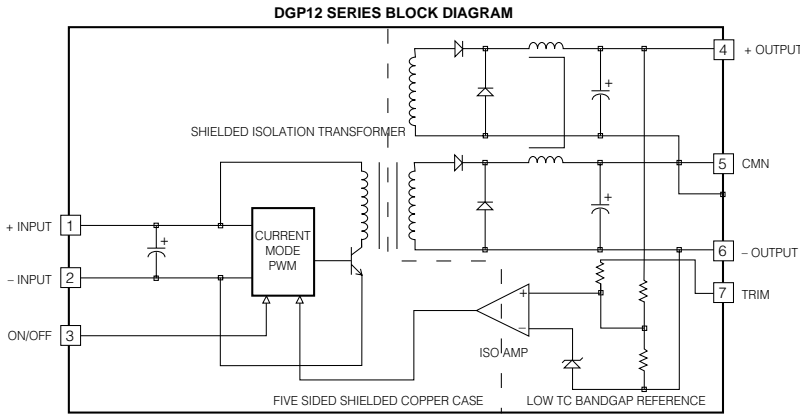 DGP12 SERIES BLOCK DIAGRAM
4 + OUTPUT
SHIELDED ISOLATION TRANSFORMER
5 CMN
+ INPUT 1
CURRENT
MODE
PWM
6 – OUTPUT
– INPUT 2
7 TRIM
+
–
ON/OFF 3
ISO AMP
FIVE SIDED SHIELDED COPPER CASE
LOW TC BANDGAP REFERENCE
+
+
+